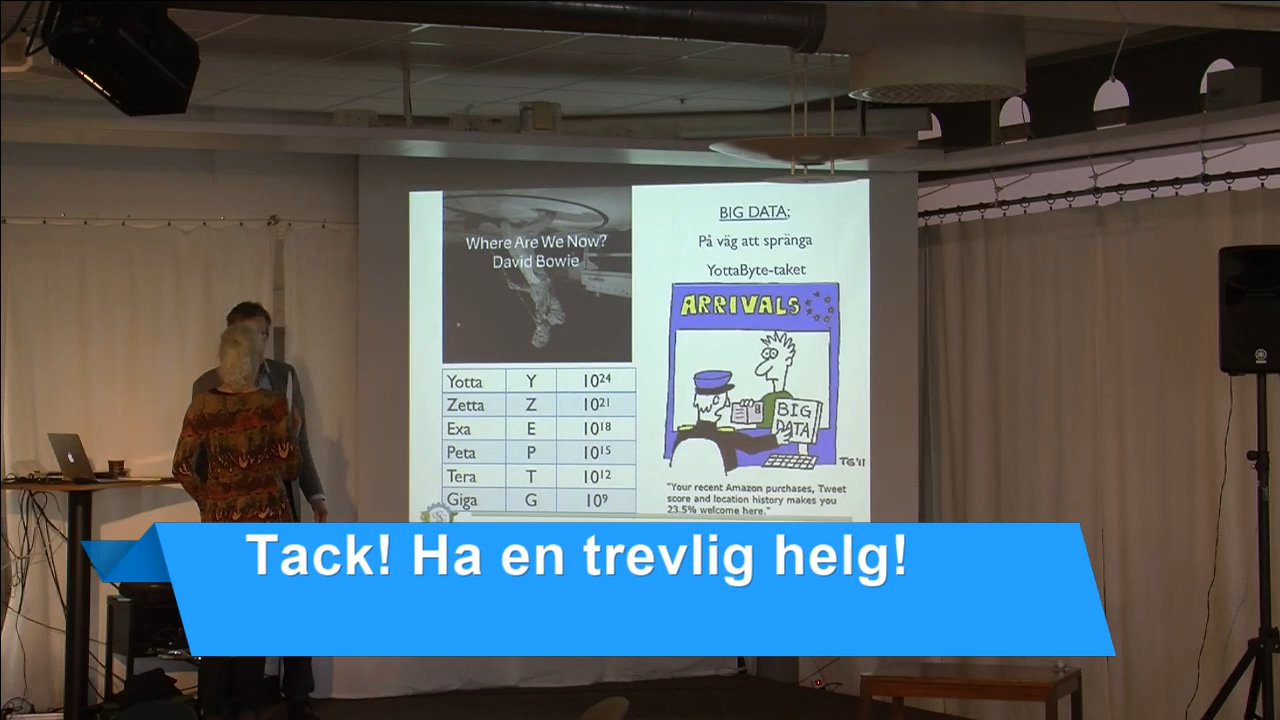 Where Are We Now?
David Bowie
BIG DATA;
På väg att spränga
YottaByte-taket
ARRIVALS
BIG
DATA
TG'11
"Your recent Amazon purchases, Tweet
score and location history makes you
23.5% welcome here."
Yotta Y 10²⁴
Zetta Z 10²¹
Exa E 10¹⁸
Peta P 10¹⁵
Tera T 10¹²
Giga G 10⁹
Tack! Ha en trevlig helg!